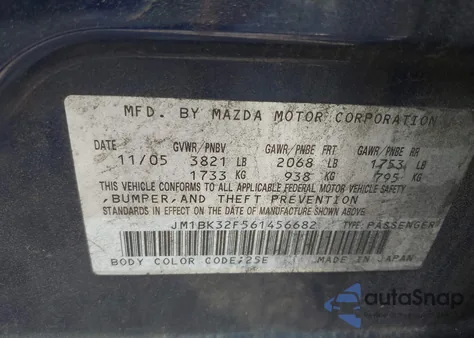 MFD. BY MAZDA MOTOR CORPORATION
DATE GVWR/PNBV GAWR/PNBE FRT GAWR/PNBE RR
11/05 3821 LB 2068 LB 1753 LB
1733 KG 938 KG 795 KG
THIS VEHICLE CONFORMS TO ALL APPLICABLE FEDERAL MOTOR VEHICLE SAFETY,
,BUMPER,AND THEFT PREVENTION
STANDARDS IN EFFECT ON THE DATE OF MANUFACTURE SHOWN ABOVE.
JM1BK32F561456682 TYPE:PASSENGER
BODY COLOR CODE:25E MADE IN JAPAN
autoSnap